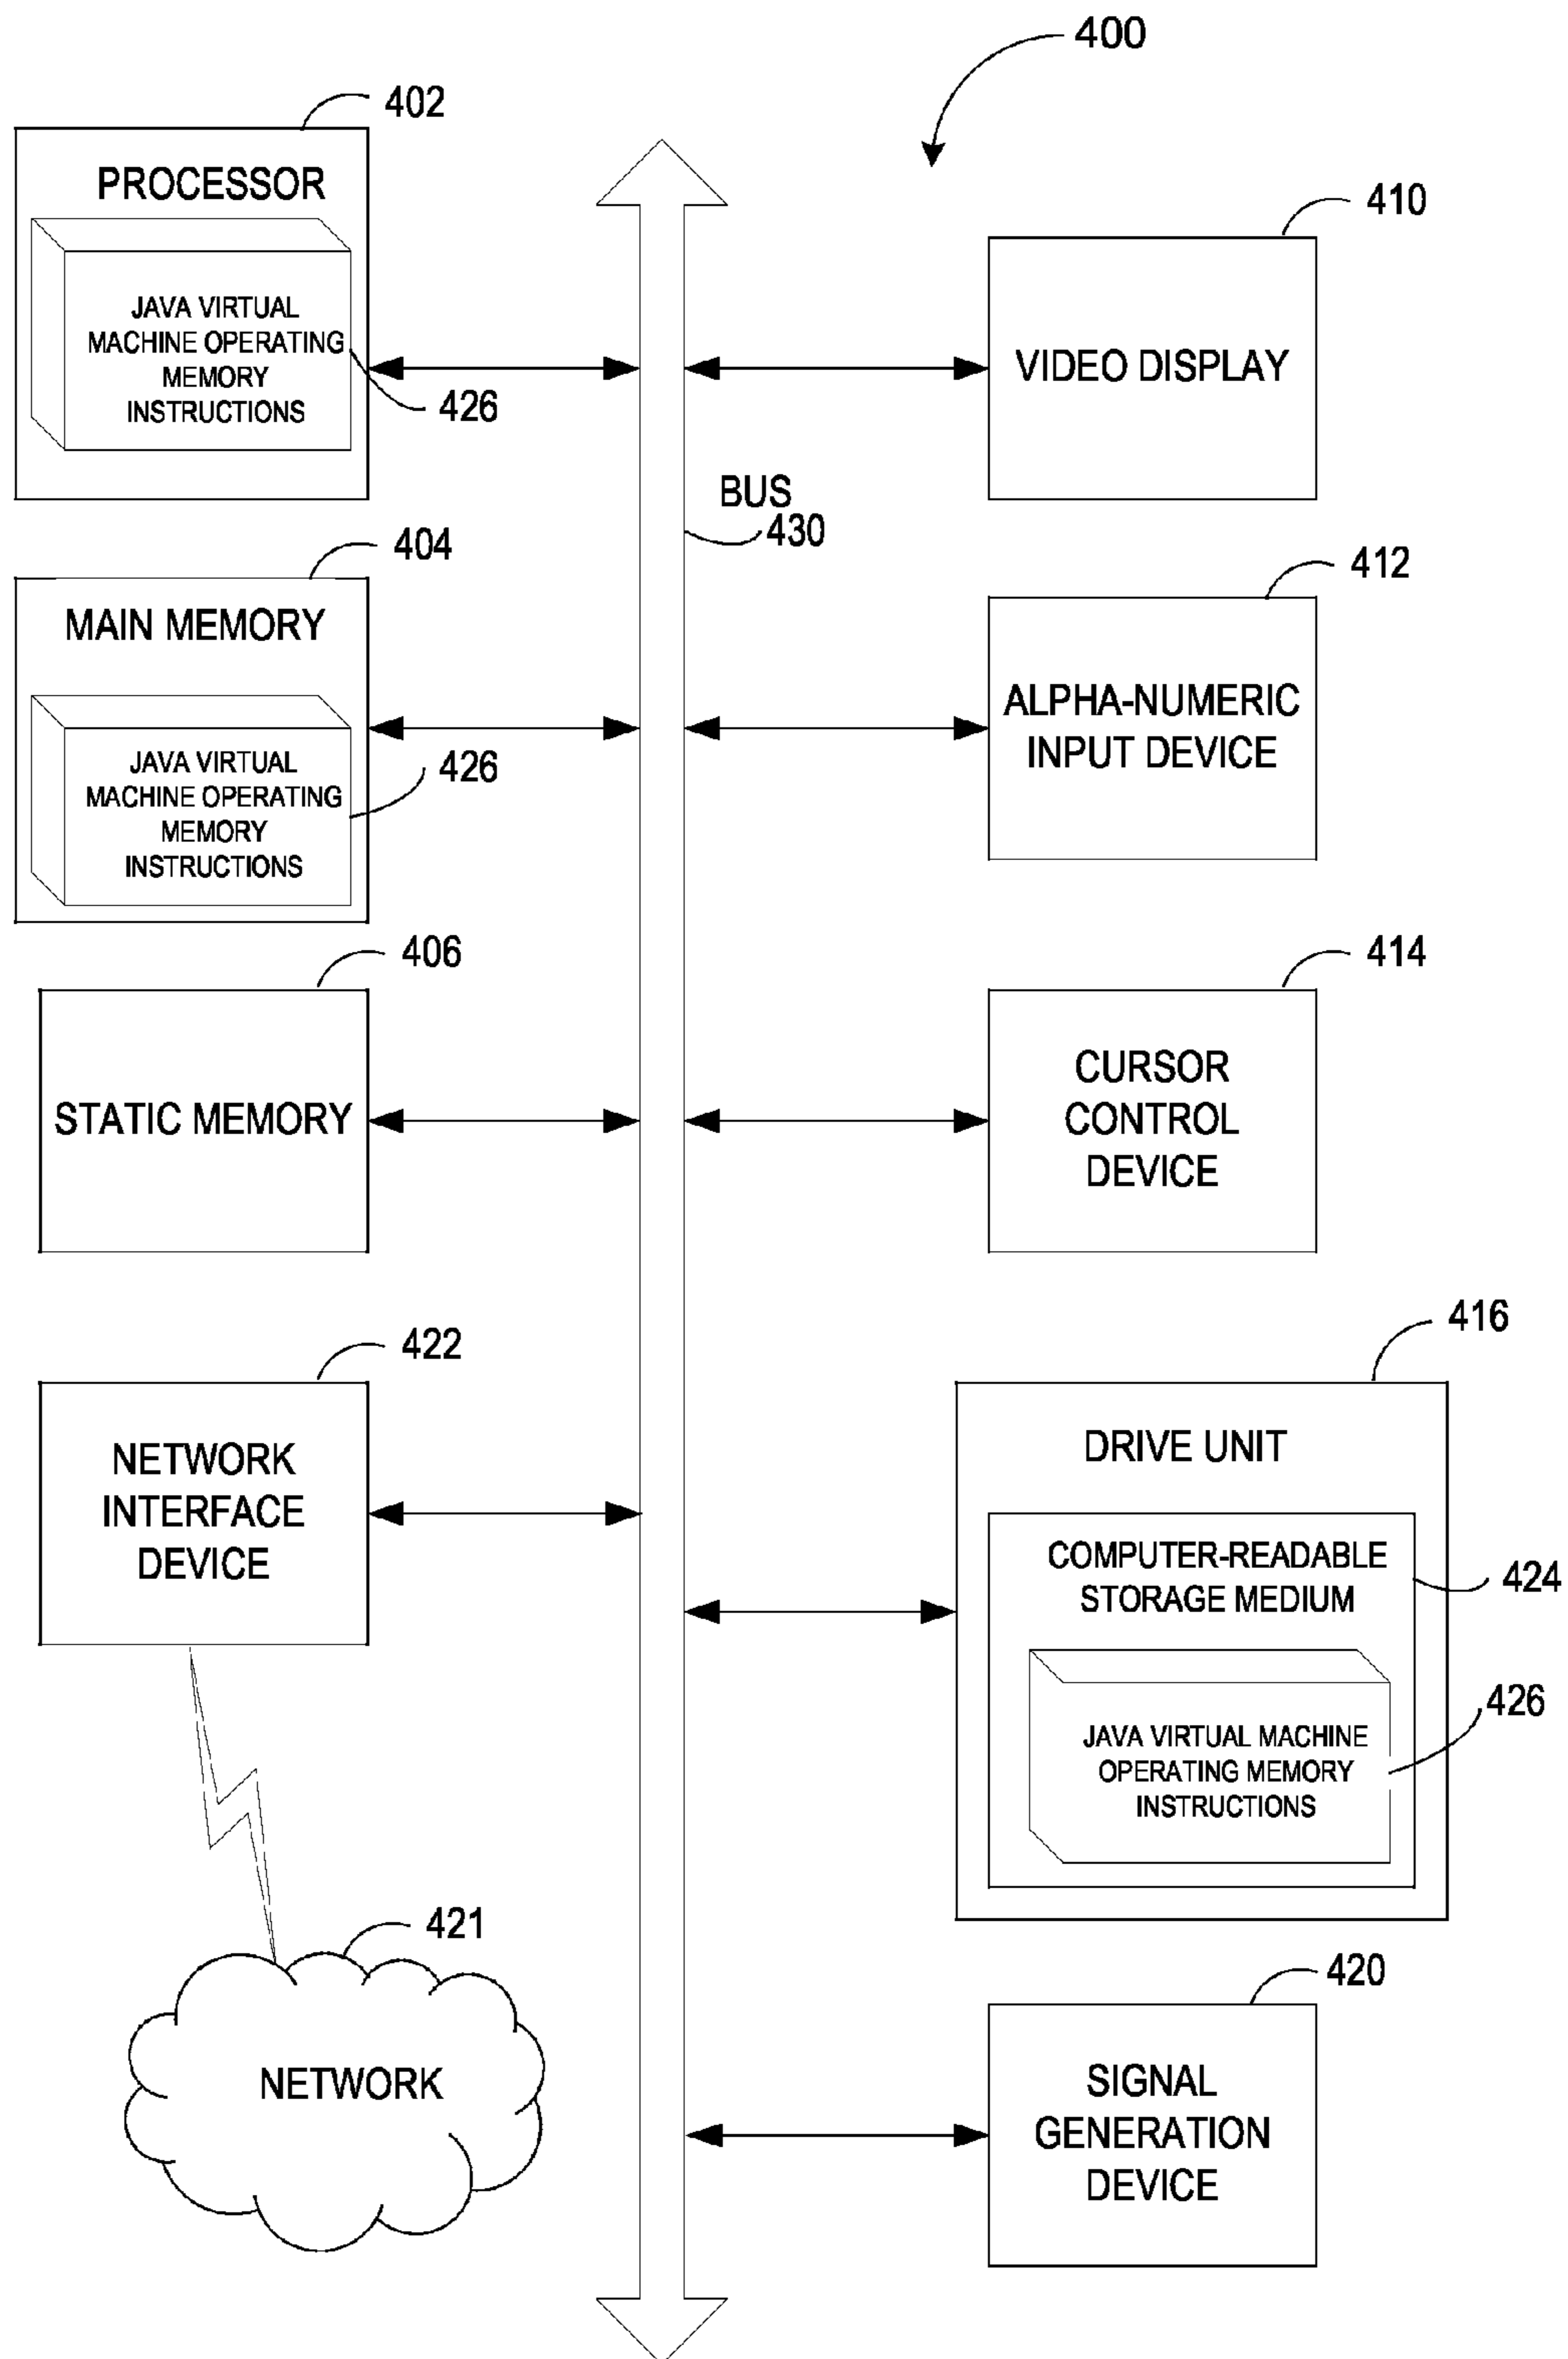 400
402
PROCESSOR
JAVA VIRTUAL
MACHINE OPERATING
MEMORY
INSTRUCTIONS
426
410
VIDEO DISPLAY
BUS
430
404
MAIN MEMORY
JAVA VIRTUAL
MACHINE OPERATING
MEMORY
INSTRUCTIONS
426
412
ALPHA-NUMERIC
INPUT DEVICE
406
STATIC MEMORY
414
CURSOR
CONTROL
DEVICE
422
NETWORK
INTERFACE
DEVICE
416
DRIVE UNIT
COMPUTER-READABLE
STORAGE MEDIUM
424
JAVA VIRTUAL MACHINE
OPERATING MEMORY
INSTRUCTIONS
426
421
NETWORK
420
SIGNAL
GENERATION
DEVICE